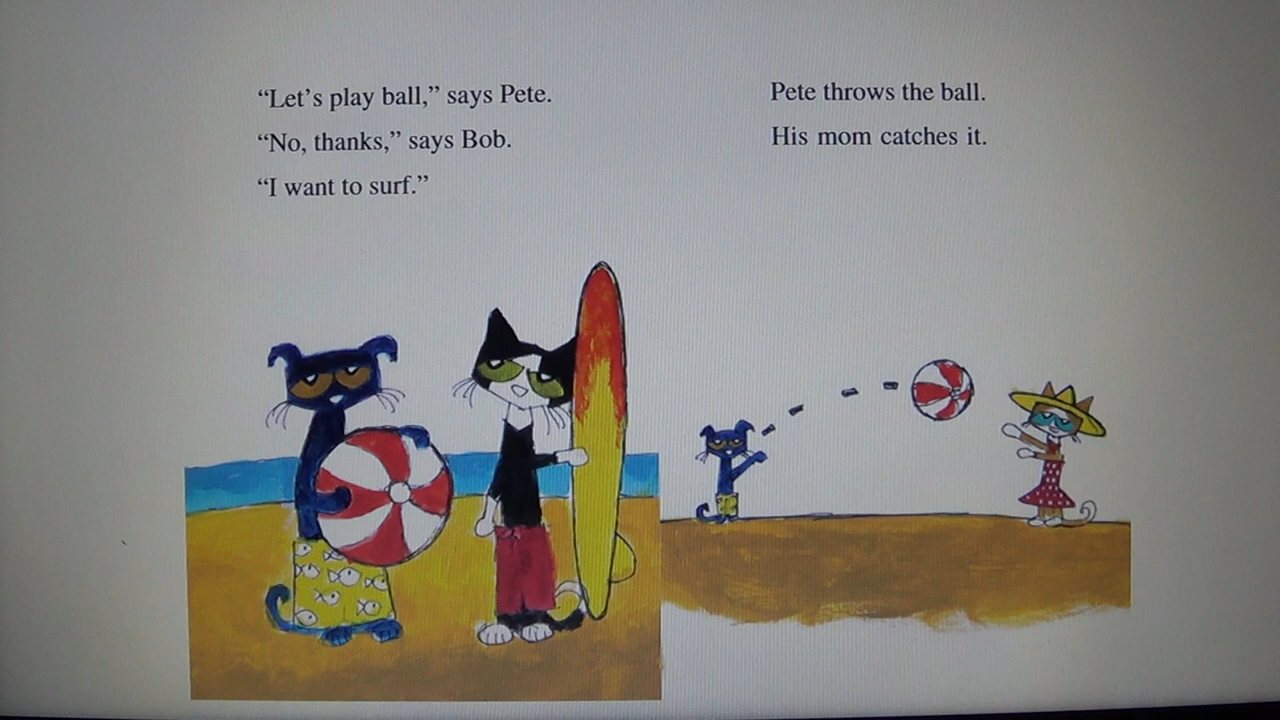 “Let’s play ball,” says Pete.
“No, thanks,” says Bob.
“I want to surf.”
Pete throws the ball.
His mom catches it.